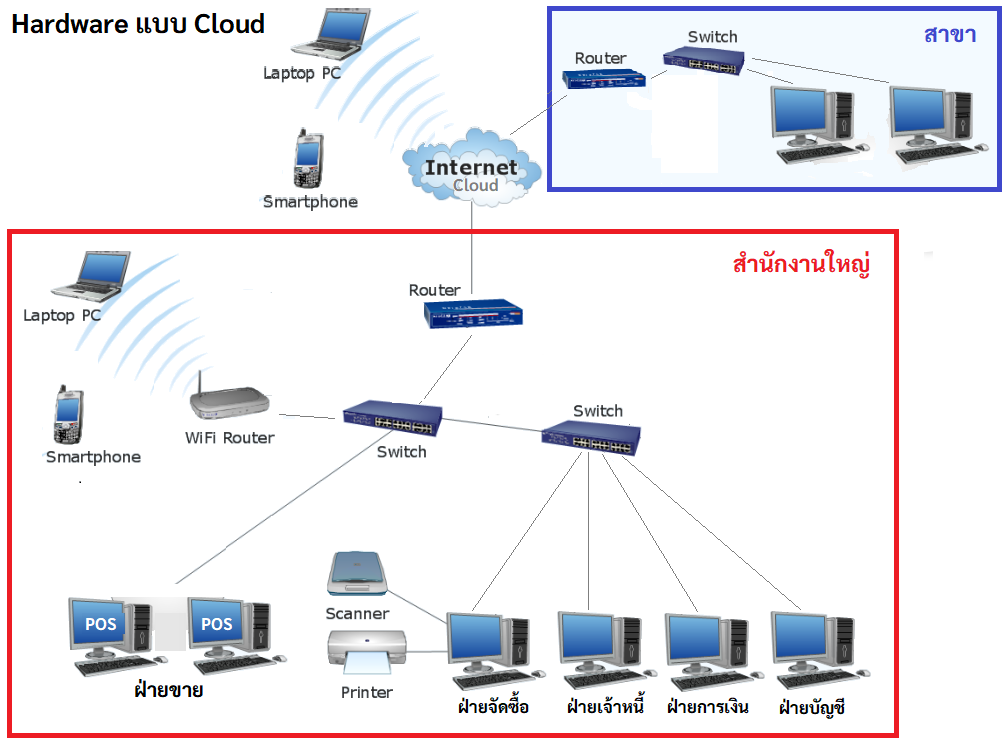 Hardware แบบ Cloud
Laptop PC
Smartphone
Internet
Cloud
สาขา
Router
Switch
สำนักงานใหญ่
Laptop PC
Smartphone
WiFi Router
Router
Switch
Switch
Scanner
Printer
POS
POS
ฝ่ายขาย
ฝ่ายจัดซื้อ
ฝ่ายเจ้าหนี้
ฝ่ายการเงิน
ฝ่ายบัญชี